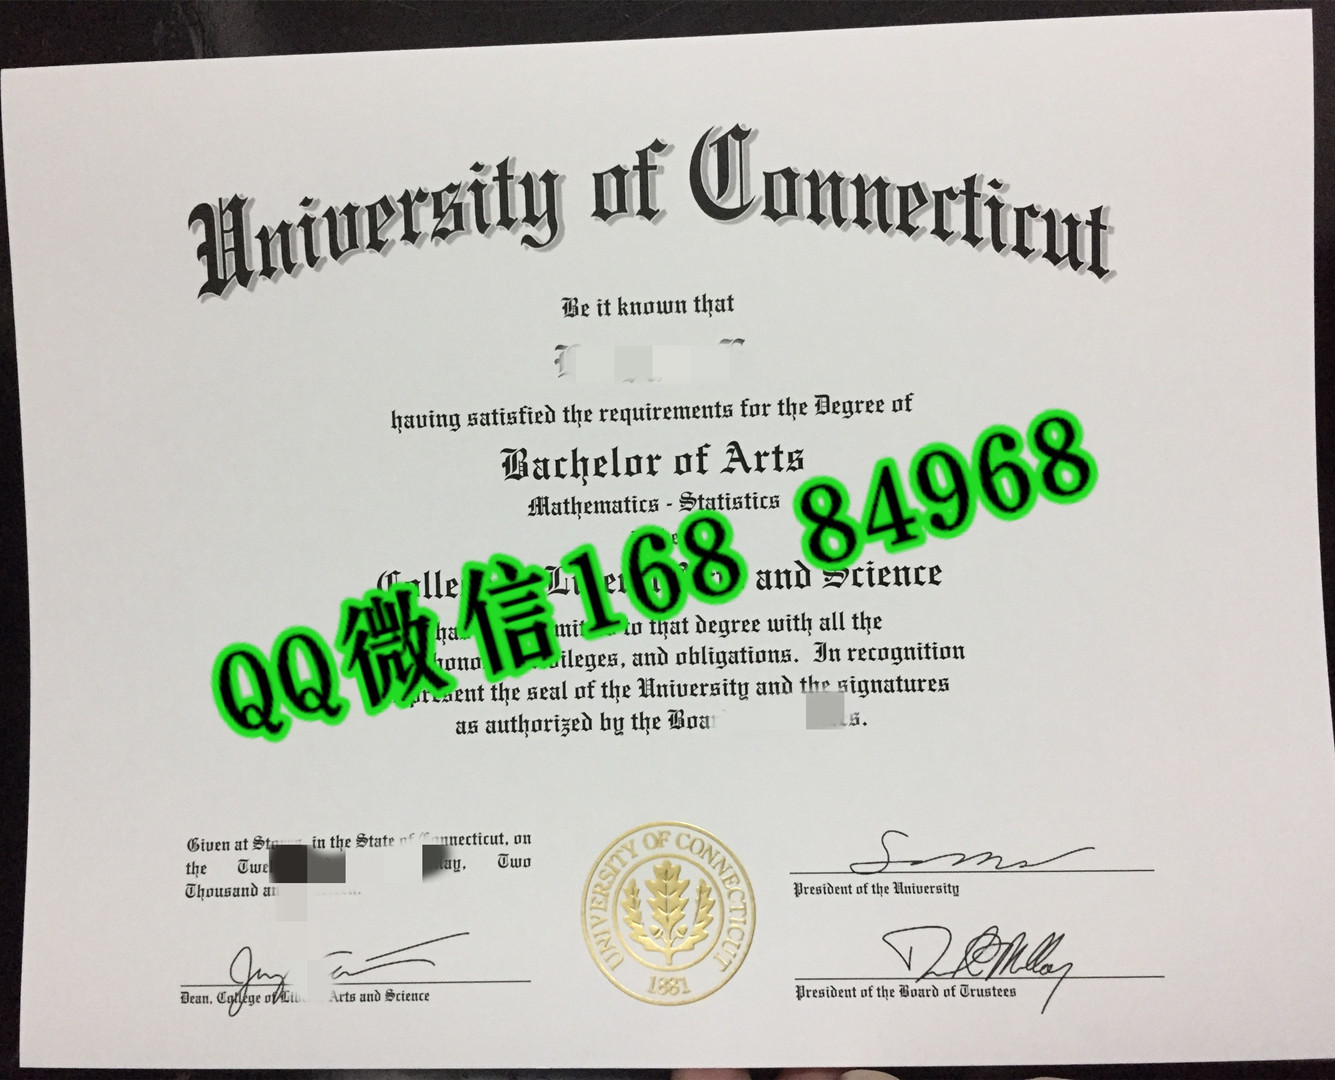 University of Connecticut
Be it known that
having satisfied the requirements for the Degree of
Bachelor of Arts
Mathematics - Statistics
and Science
QQ微信168 84968
to that degree with all the
and obligations. In recognition
the seal of the University and the signatures
as authorized by the
Given at in the State of Connecticut, on
the Two
Thousand
UNIVERSITY OF CONNECTICUT
1881
President of the University
Dean, College of Arts and Science
President of the Board of Trustees